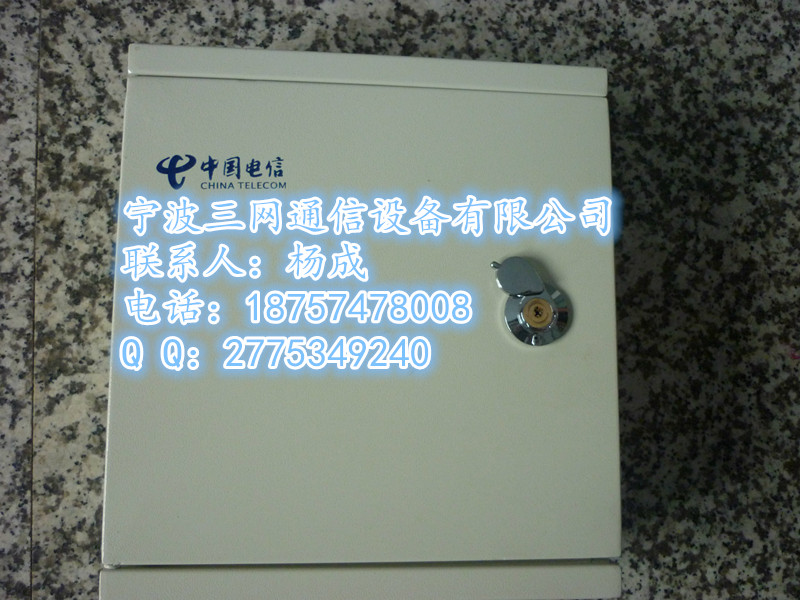 中国电信
CHINA TELECOM
宁波三网通信设备有限公司
联系人：杨成
电话：18757478008
Q Q：2775349240